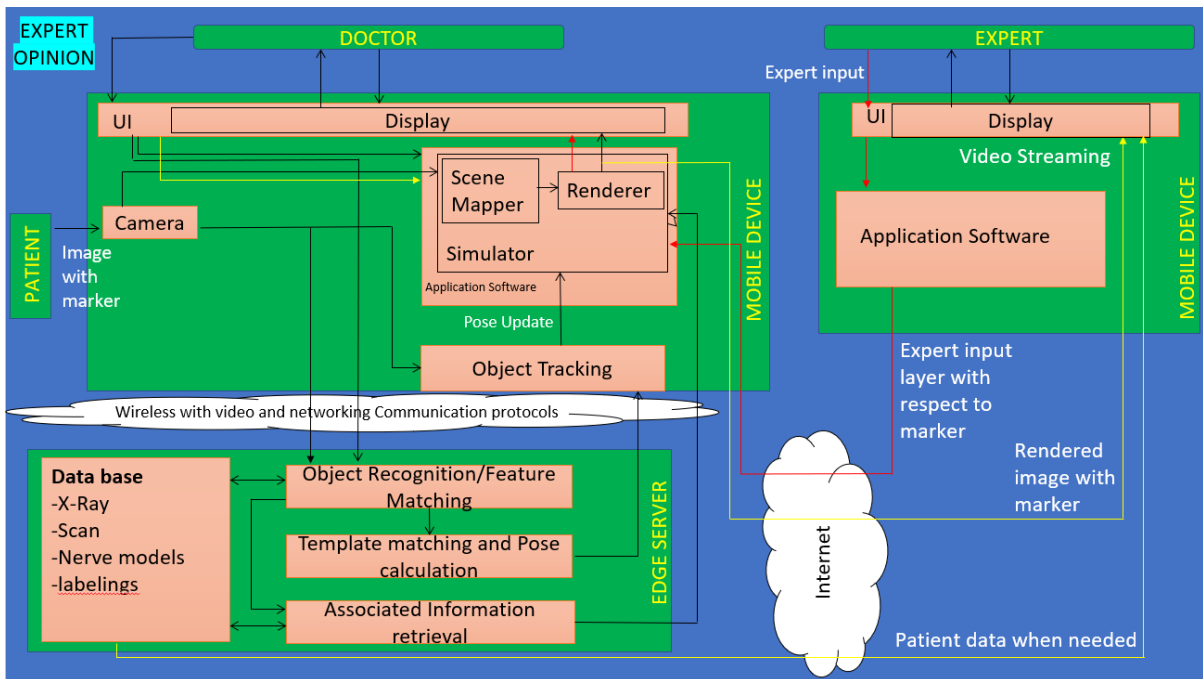 EXPERT
OPINION
DOCTOR
EXPERT
Expert input
UI
Display
UI
Display
Video Streaming
Scene
Mapper
Renderer
Simulator
Application Software
MOBILE DEVICE
Application Software
MOBILE DEVICE
PATIENT
Camera
Image
with
marker
Pose Update
Object Tracking
Expert input
layer with
respect to
marker
Wireless with video and networking Communication protocols
Data base
-X-Ray
-Scan
-Nerve models
-labelings
Object Recognition/Feature
Matching
Template matching and Pose
calculation
Associated Information
retrieval
EDGE SERVER
Internet
Rendered
image with
marker
Patient data when needed